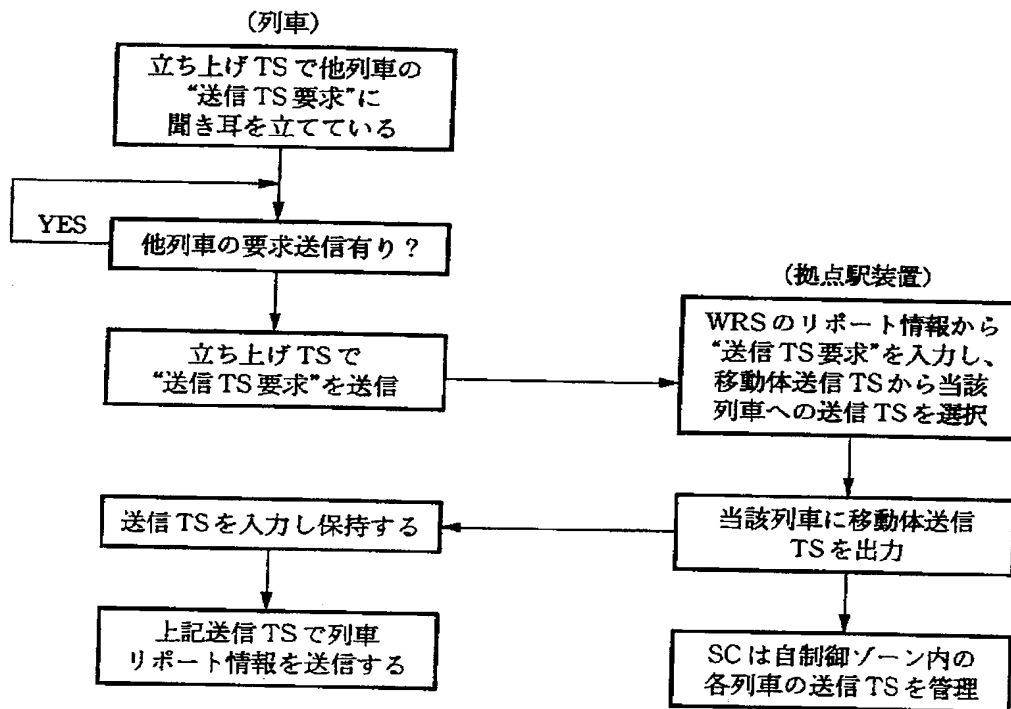 (列車)
立ち上げTSで他列車の
“送信TS要求”に
聞き耳を立てている
YES
他列車の要求送信有り？
立ち上げTSで
“送信TS要求”を送信
(拠点駅装置)
WRSのリポート情報から
“送信TS要求”を入力し、
移動体送信TSから当該
列車への送信TSを選択
当該列車に移動体送信
TSを出力
送信TSを入力し保持する
上記送信TSで列車
リポート情報を送信する
SCは自制御ゾーン内の
各列車の送信TSを管理